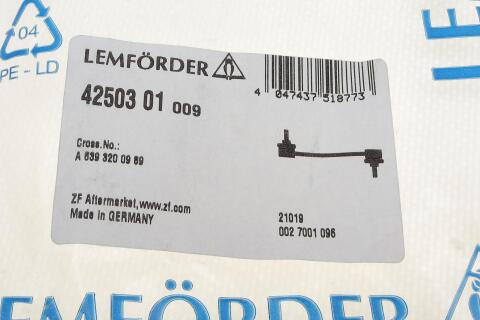 04
PE-LD
LEMFÖRDER
42503 01 009
4 047437 518773
Cross.No.:
A 639 320 09 89
ZF Aftermarket,www.zf.com
Made in GERMANY
21019
002 7001 096
LEMFÖRDER
LE